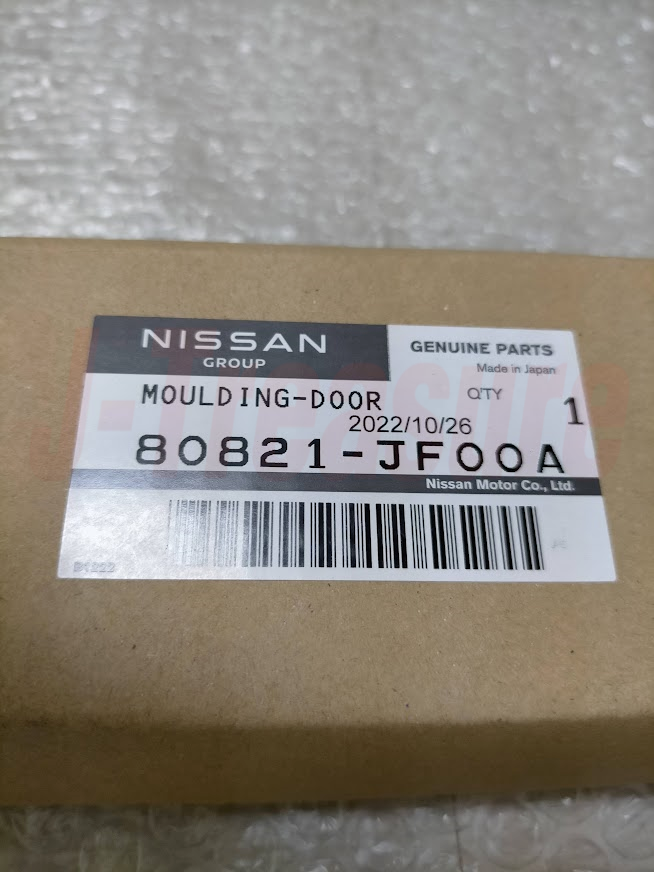 NISSAN
GROUP
GENUINE PARTS
Made in Japan
MOULDING-DOOR
Q'TY
1
2022/10/26
80821-JF00A
Nissan Motor Co., Ltd.